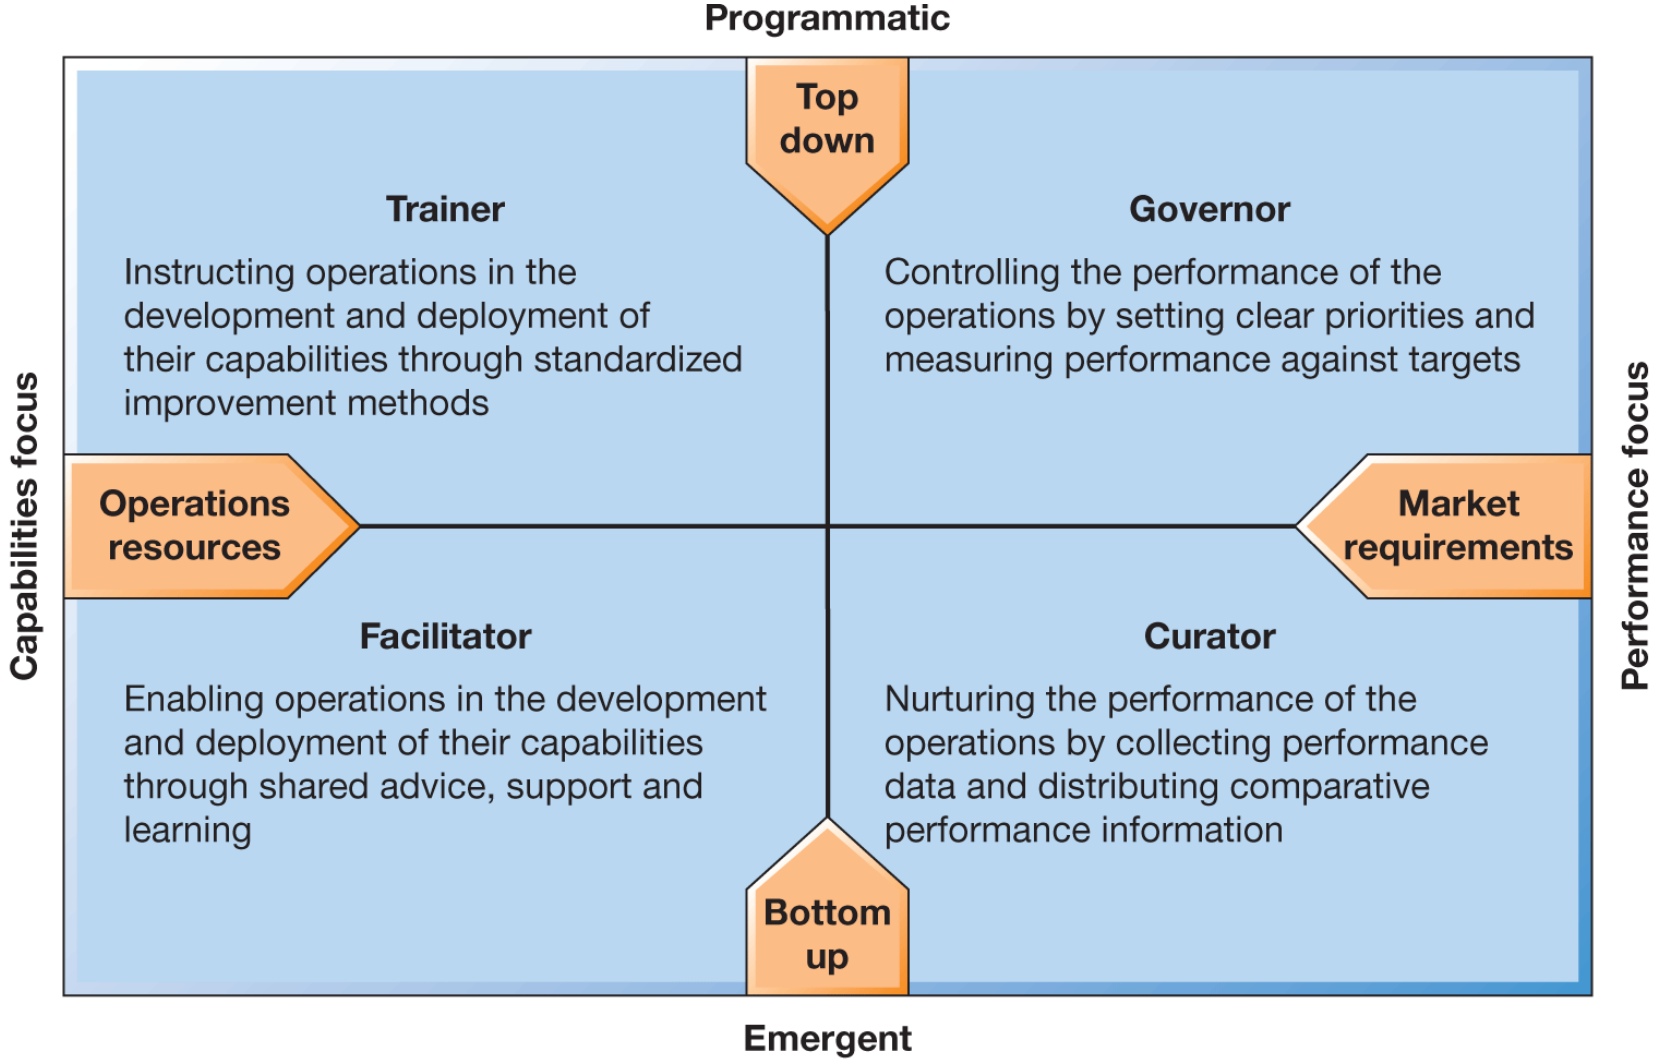 Programmatic
Top
down
Trainer
Instructing operations in the
development and deployment of
their capabilities through standardized
improvement methods
Governor
Controlling the performance of the
operations by setting clear priorities and
measuring performance against targets
Capabilities focus
Operations
resources
Market
requirements
Performance focus
Facilitator
Enabling operations in the development
and deployment of their capabilities
through shared advice, support and
learning
Curator
Nurturing the performance of the
operations by collecting performance
data and distributing comparative
performance information
Bottom
up
Emergent